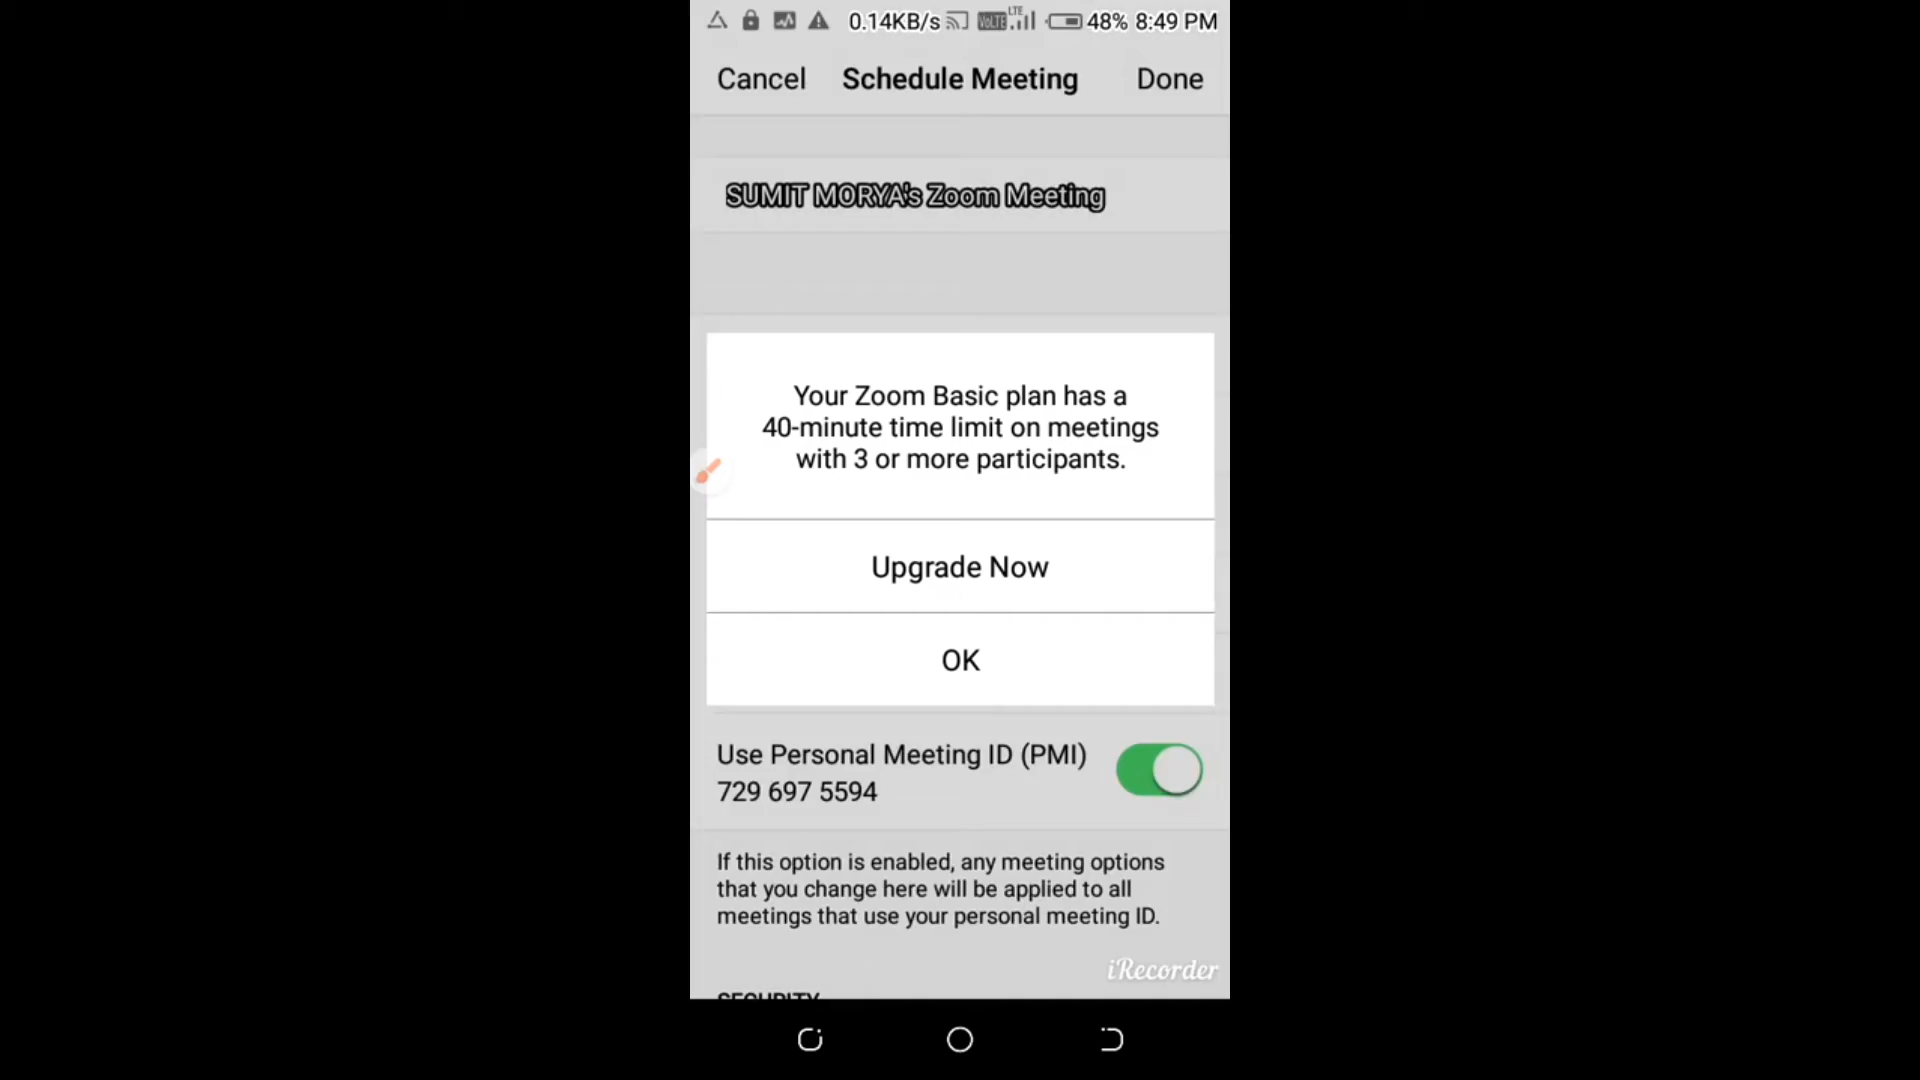 0.14KB/s VoLTE LTE 48% 8:49 PM
Cancel Schedule Meeting Done
SUMIT MORYA's Zoom Meeting
Your Zoom Basic plan has a
40-minute time limit on meetings
with 3 or more participants.
Upgrade Now
OK
Use Personal Meeting ID (PMI)
729 697 5594
If this option is enabled, any meeting options
that you change here will be applied to all
meetings that use your personal meeting ID.
iRecorder
SECURITY